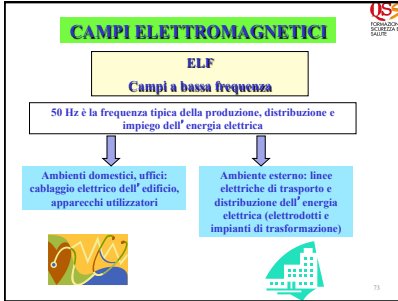 QS
FORMAZIONE
SICUREZZA E
SALUTE
CAMPI ELETTROMAGNETICI
ELF
Campi a bassa frequenza
50 Hz è la frequenza tipica della produzione, distribuzione e
impiego dell'energia elettrica
Ambienti domestici, uffici:
cablaggio elettrico dell'edificio,
apparecchi utilizzatori
Ambiente esterno: linee
elettriche di trasporto e
distribuzione dell'energia
elettrica (elettrodotti e
impianti di trasformazione)
73